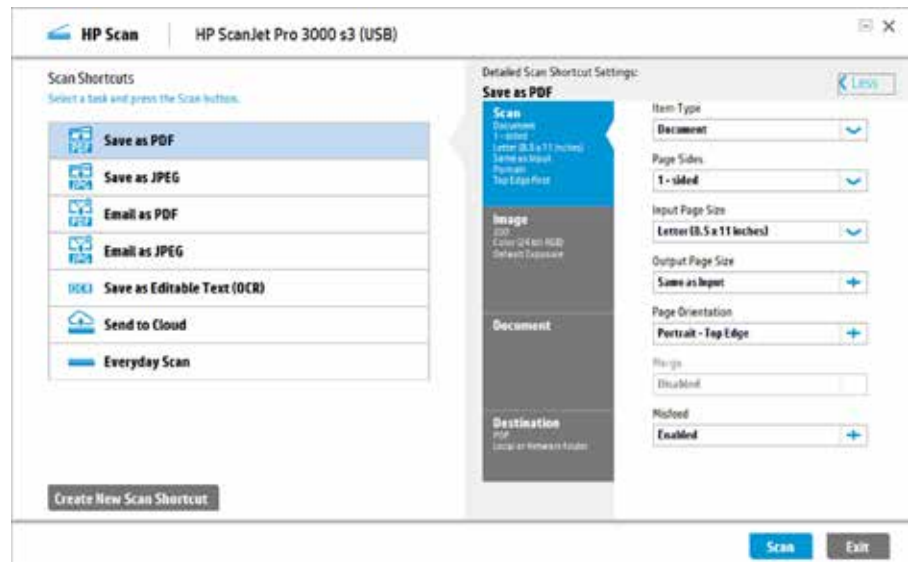 HP Scan
HP ScanJet Pro 3000 s3 (USB)
Scan Shortcuts
Select a task and press the Scan button.
Save as PDF
Save as JPEG
Email as PDF
Email as JPEG
Save as Editable Text (OCR)
Send to Cloud
Everyday Scan
Create New Scan Shortcut
Detailed Scan Shortcut Settings:
Save as PDF
Less
Scan
Document
1 - sided
Letter (8.5 x 11 inches)
Same as Input
Portrait
Top Edge First
Image
Color (24 bit RGB)
Default Exposure
Document
Destination
PDF
Local or Network Folder
Item Type
Document
Page Sides
1 - sided
Input Page Size
Letter (8.5 x 11 inches)
Output Page Size
Same as Input
Page Orientation
Portrait - Top Edge
Merge
Disabled
Misfeed
Enabled
Scan
Exit